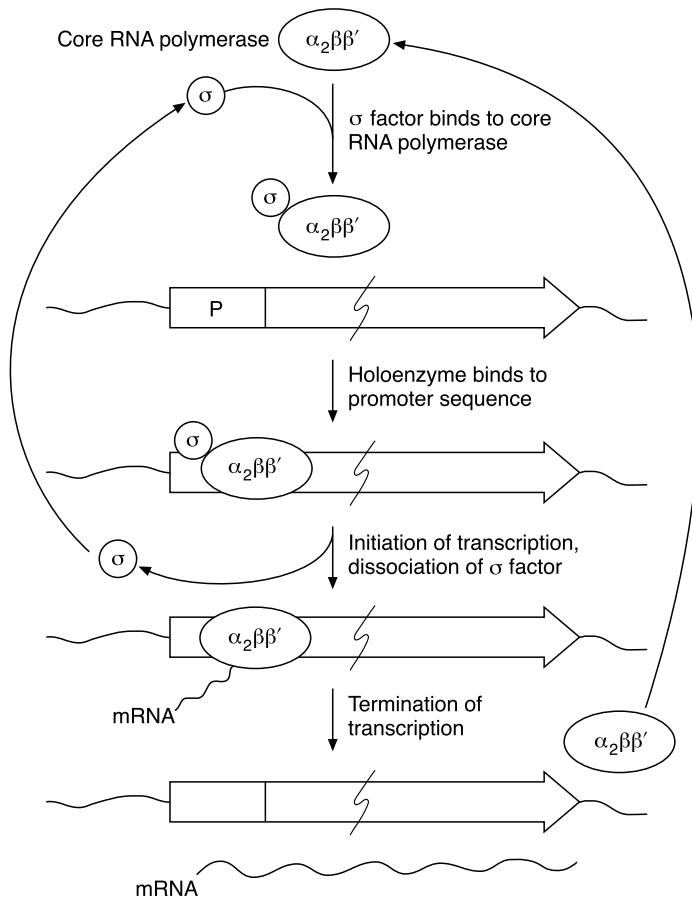 Core RNA polymerase
α₂ββ′
σ
σ factor binds to core
RNA polymerase
σ
α₂ββ′
P
Holoenzyme binds to
promoter sequence
σ
α₂ββ′
Initiation of transcription,
dissociation of σ factor
σ
α₂ββ′
mRNA
Termination of
transcription
α₂ββ′
mRNA